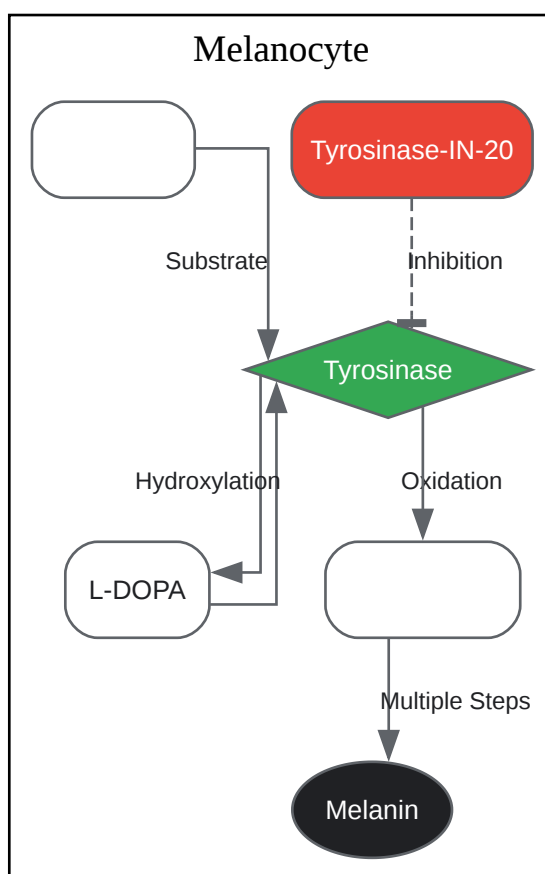 Melanocyte
Tyrosinase-IN-20
Substrate
Inhibition
Tyrosinase
Hydroxylation
Oxidation
L-DOPA
Multiple Steps
Melanin